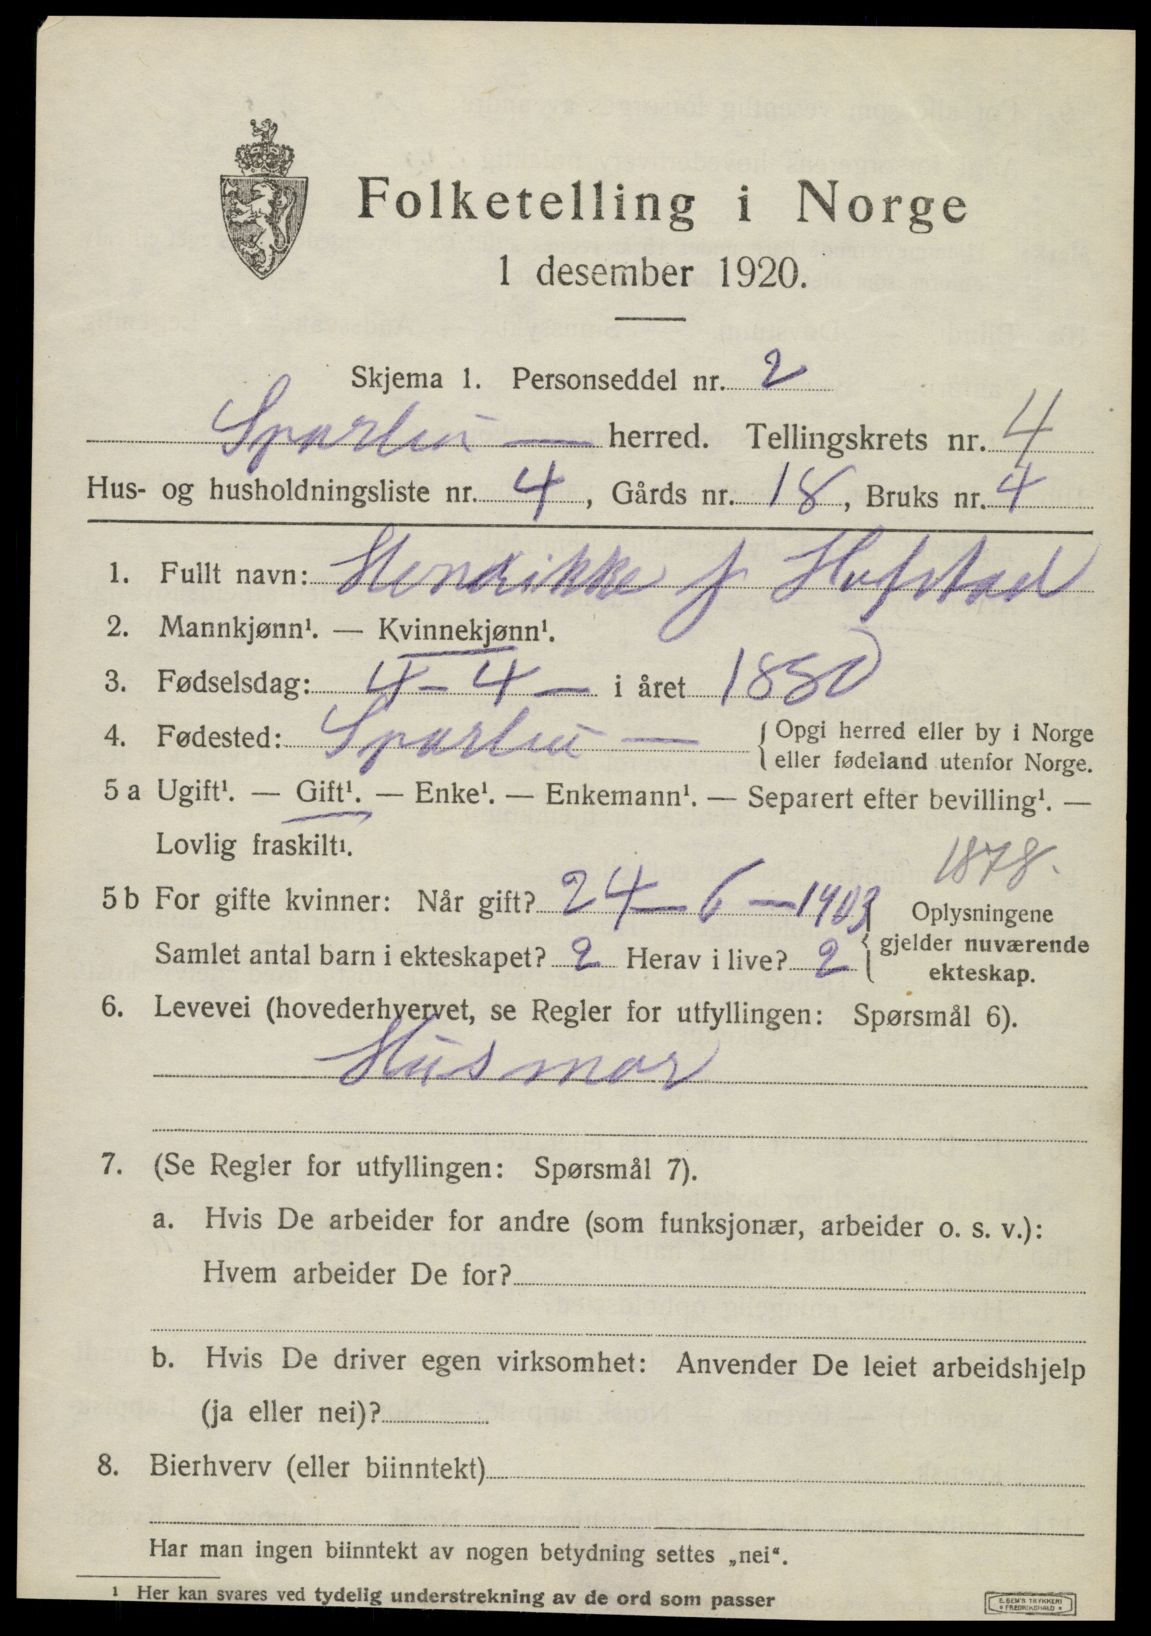 Folketelling i Norge
1 desember 1920.
Skjema 1. Personseddel nr. 2
Sparbu — herred. Tellingskrets nr. 4
Hus- og husholdningsliste nr. 4, Gårds nr. 18, Bruks nr. 4
1. Fullt navn: Henrikke J Hofstad
2. Mannkjønn¹. — Kvinnekjønn¹.
3. Fødselsdag: 4 - 4 — i året 1880
4. Fødested: Sparbu — { Opgi herred eller by i Norge
eller fødeland utenfor Norge.
5 a Ugift¹. — Gift¹. — Enke¹. — Enkemann¹. — Separert efter bevilling¹. —
Lovlig fraskilt¹.
1878.
5 b For gifte kvinner: Når gift? 24 — 6 — 1903
Samlet antal barn i ekteskapet? 2 Herav i live? 2
Oplysningene
gjelder nuværende
ekteskap.
6. Levevei (hovederhvervet, se Regler for utfyllingen: Spørsmål 6).
Husmor
7. (Se Regler for utfyllingen: Spørsmål 7).
a. Hvis De arbeider for andre (som funksjonær, arbeider o. s. v.):
Hvem arbeider De for?
b. Hvis De driver egen virksomhet: Anvender De leiet arbeidshjelp
(ja eller nei)?
8. Bierhverv (eller biinntekt)
Har man ingen biinntekt av nogen betydning settes „nei“.
¹ Her kan svares ved tydelig understrekning av de ord som passer
E. SEM'S TRYKKERI
• FREDRIKSHALD •